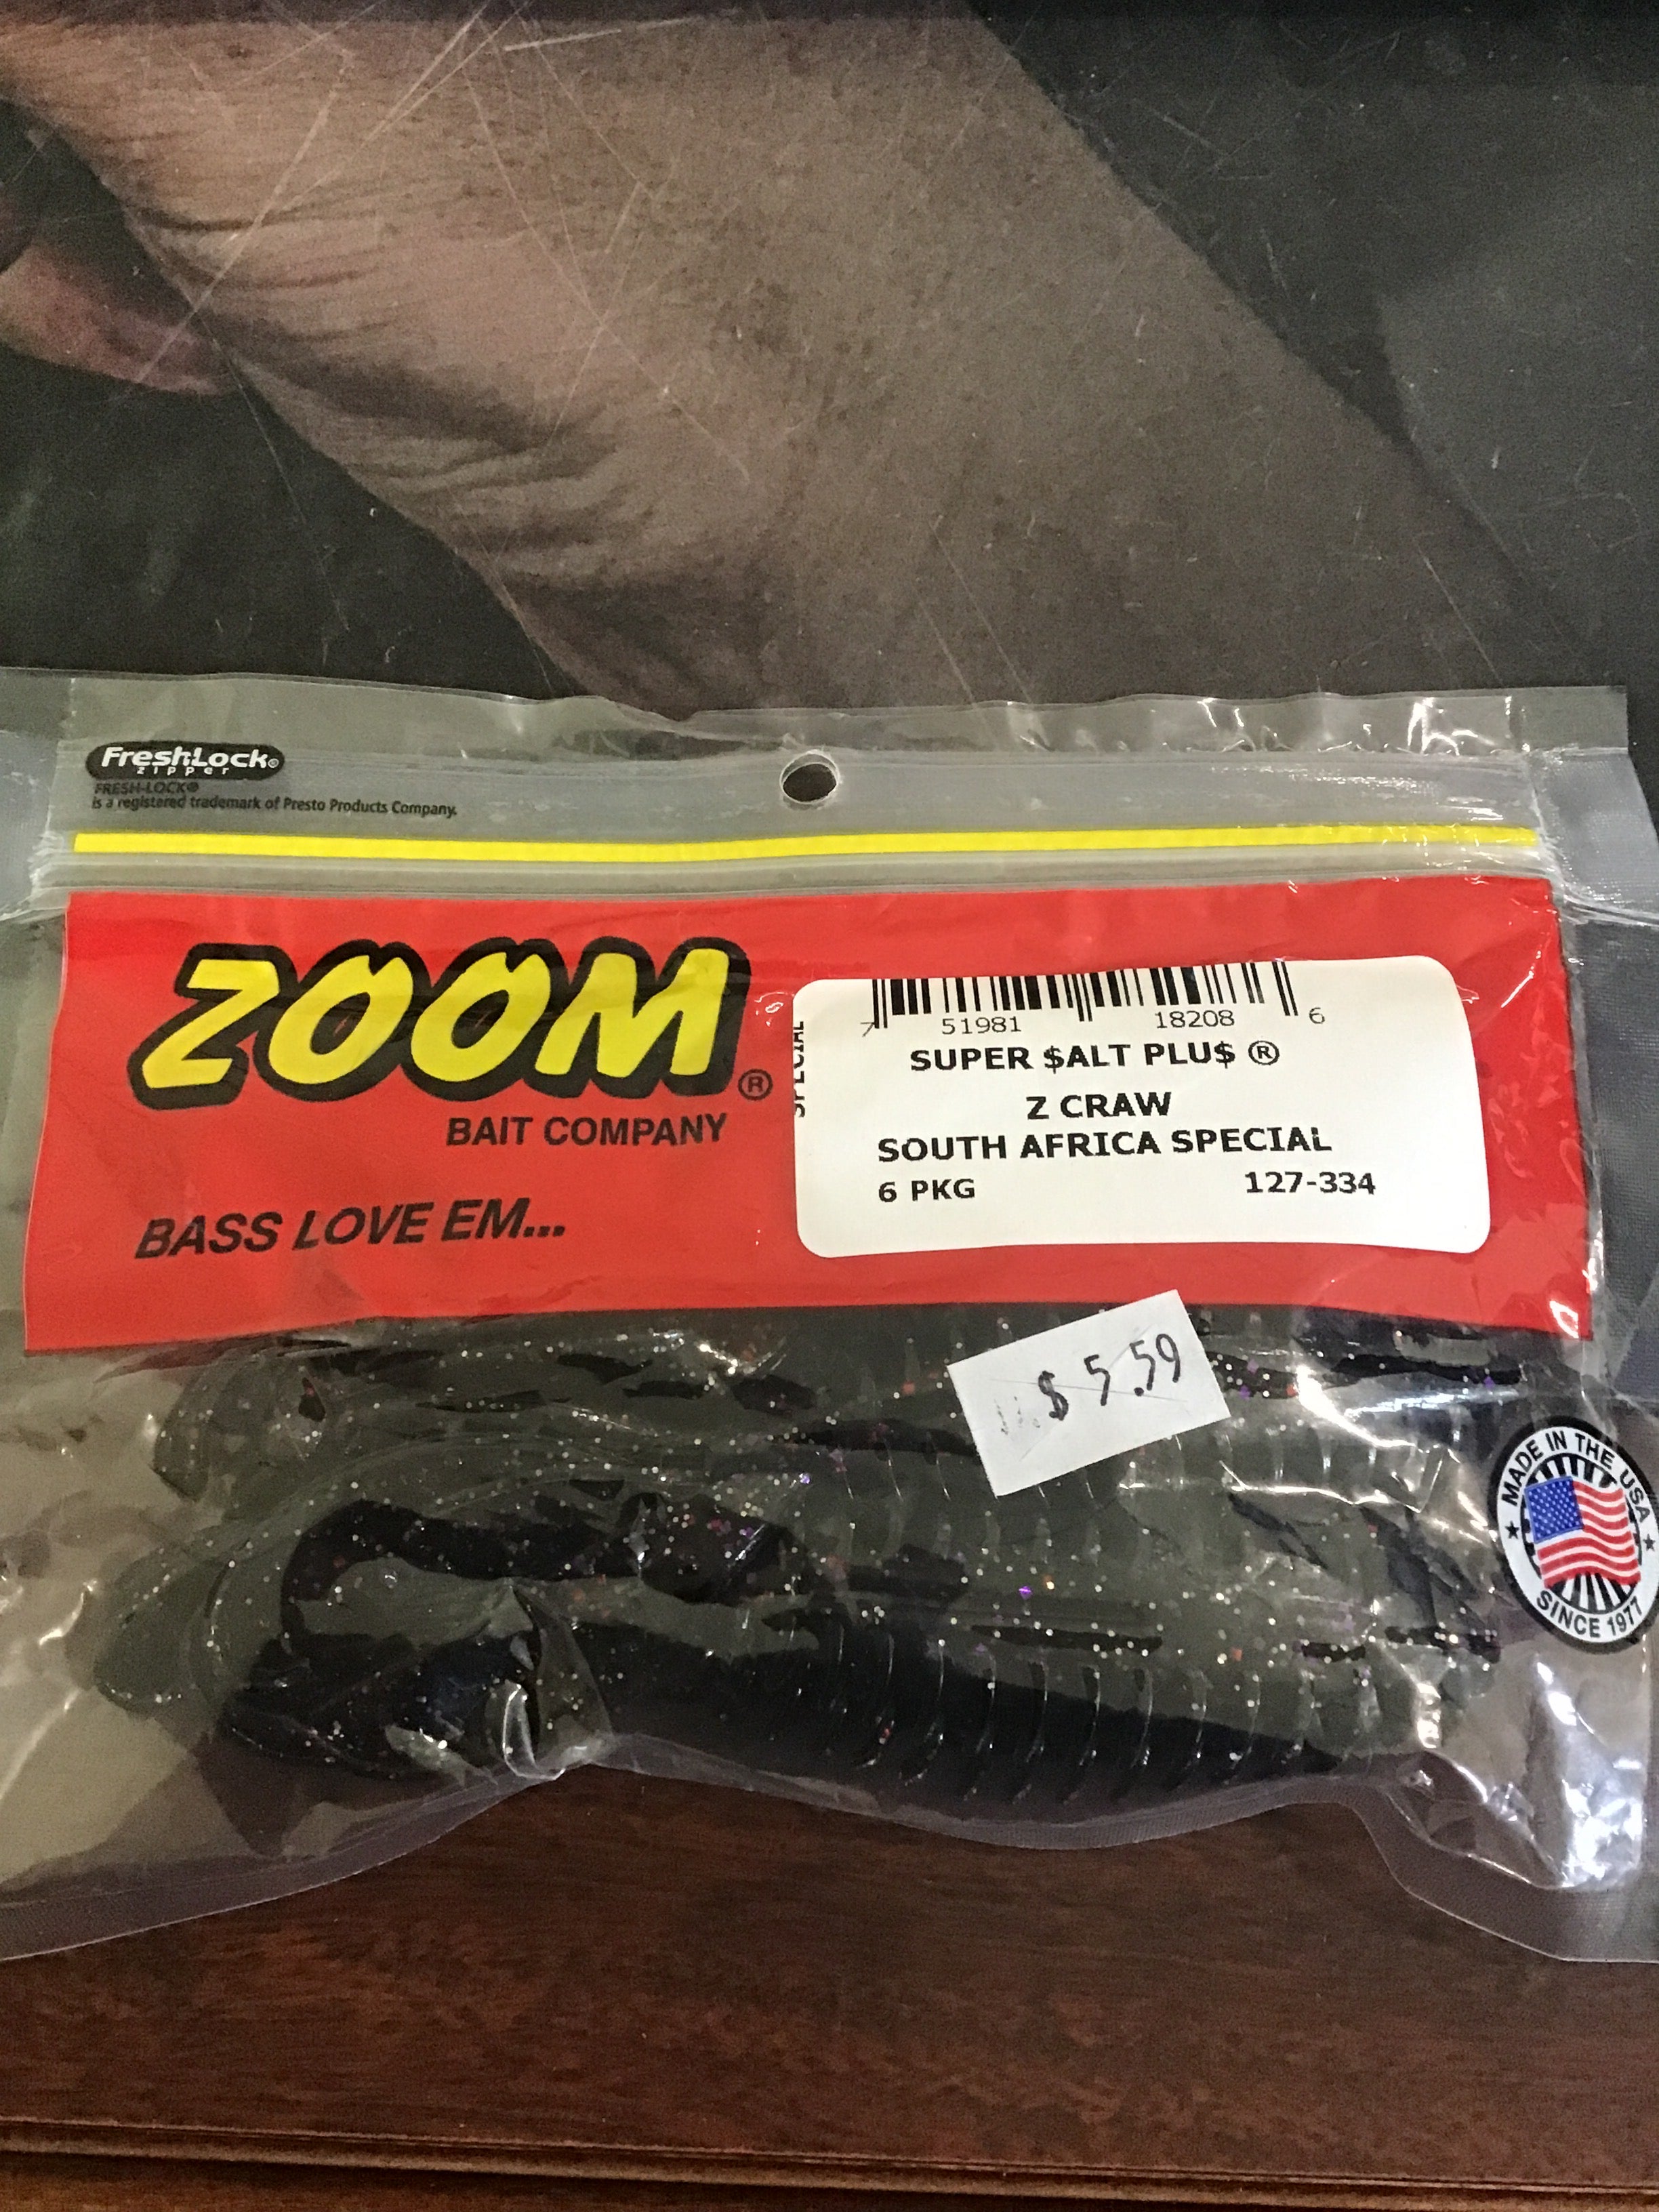 FreshLock®
zipper
FRESH-LOCK®
is a registered trademark of Presto Products Company.
ZOOM®
BAIT COMPANY
BASS LOVE EM...
SPECIAL
7 51981 18208 6
SUPER $ALT PLU$ ®
Z CRAW
SOUTH AFRICA SPECIAL
6 PKG 127-334
$ 5.59
MADE IN THE USA
SINCE 1977